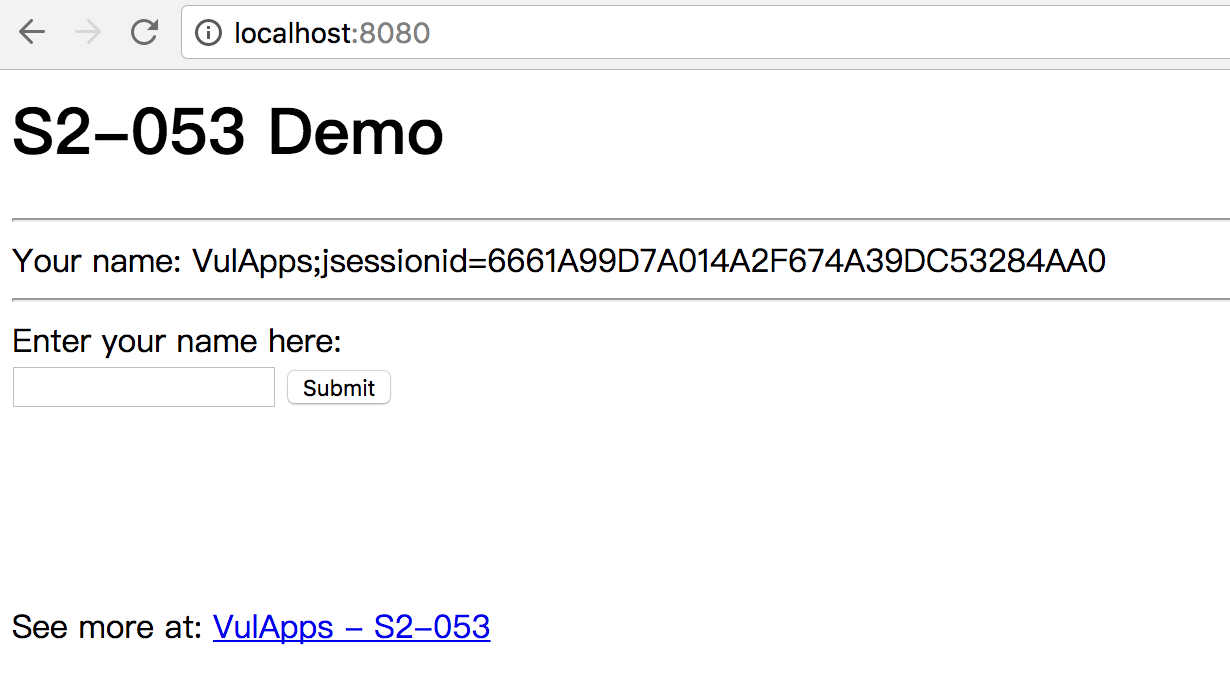 localhost:8080
S2-053 Demo
Your name: VulApps;jsessionid=6661A99D7A014A2F674A39DC53284AA0
Enter your name here:
Submit
See more at: VulApps - S2-053